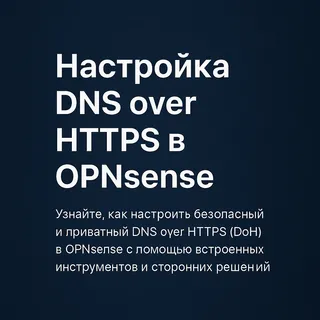 Настройка
DNS over
HTTPS в
OPNsense
Узнайте, как настроить безопасный
и приватный DNS over HTTPS (DoH)
в OPNsense с помощью встроенных
инструментов и сторонних решений